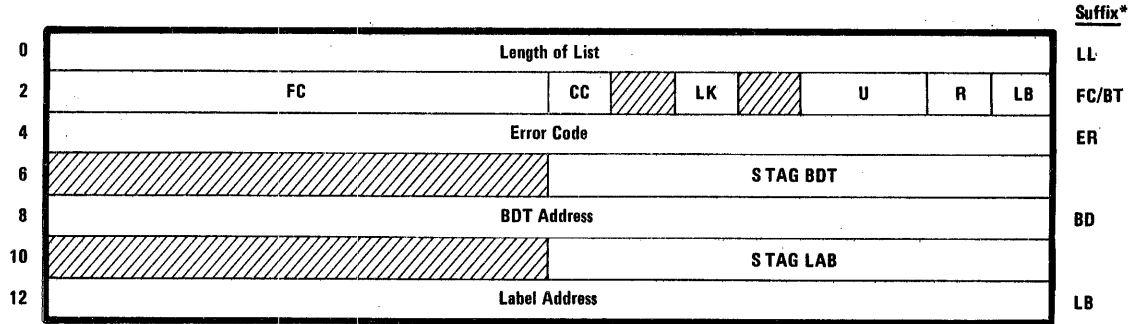 Suffix*
0 Length of List LL
2 FC CC LK U R LB FC/BT
4 Error Code ER
6 STAG BDT
8 BDT Address BD
10 STAG LAB
12 Label Address LB